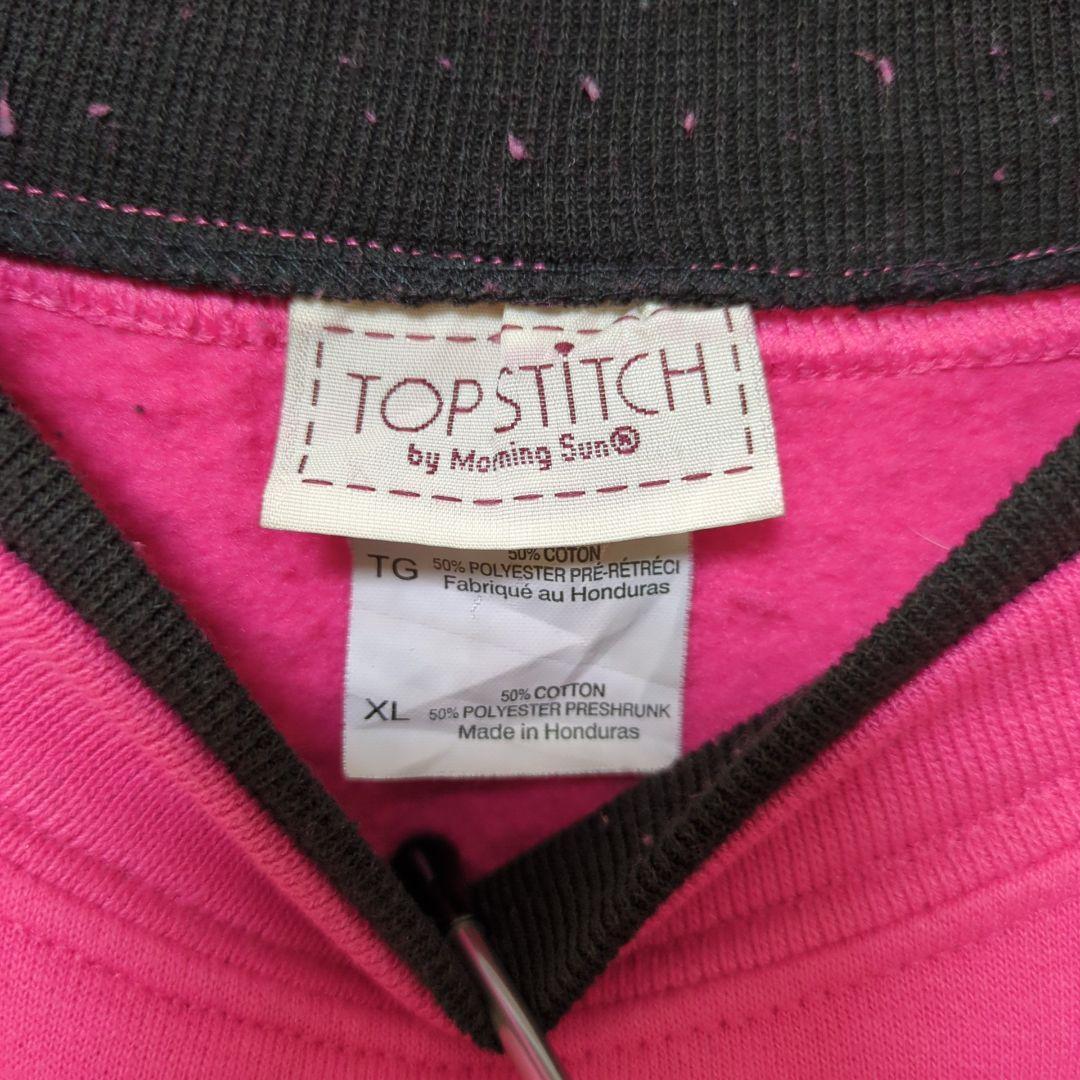 TOPSTiTCH
by Morning Sun®
50% COTON
TG 50% POLYESTER PRÉ-RÉTRÉCI
Fabriqué au Honduras
50% COTTON
XL 50% POLYESTER PRESHRUNK
Made in Honduras